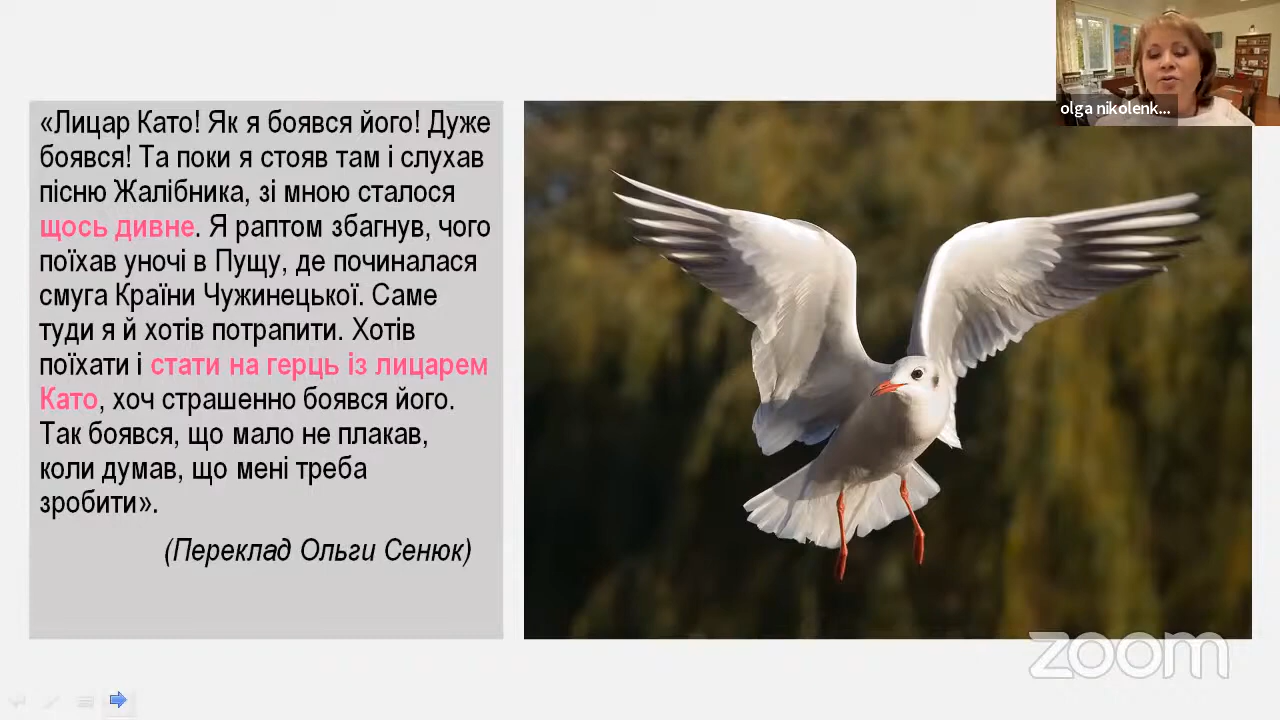 olga nikolenk...
«Лицар Като! Як я боявся його! Дуже
боявся! Та поки я стояв там і слухав
пісню Жалібника, зі мною сталося
щось дивне. Я раптом збагнув, чого
поїхав уночі в Пущу, де починалася
смуга Країни Чужинецької. Саме
туди я й хотів потрапити. Хотів
поїхати і стати на герць із лицарем
Като, хоч страшенно боявся його.
Так боявся, що мало не плакав,
коли думав, що мені треба
зробити».
(Переклад Ольги Сенюк)
zoom